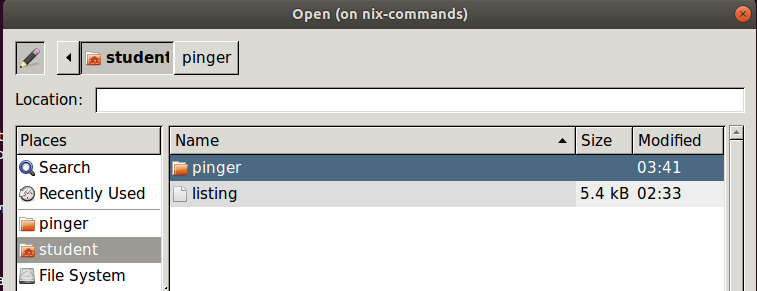 Open (on nix-commands)
student pinger
Location:
Places Name Size Modified
Search pinger 03:41
Recently Used listing 5.4 kB 02:33
pinger
student
File System